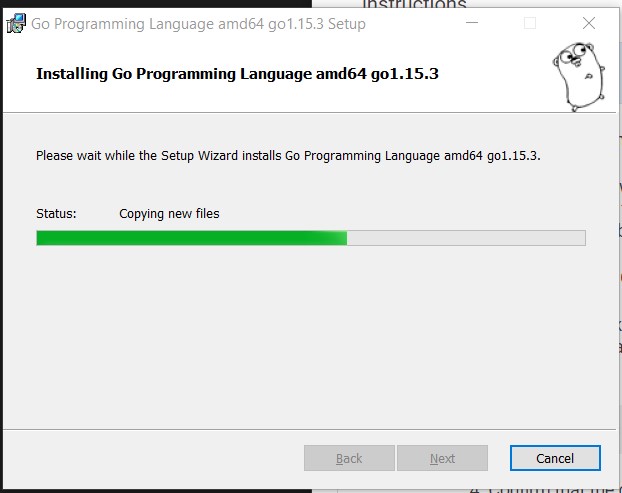 Instructions
Go Programming Language amd64 go1.15.3 Setup
Installing Go Programming Language amd64 go1.15.3
Please wait while the Setup Wizard installs Go Programming Language amd64 go1.15.3.
Status: Copying new files
Back Next Cancel
4. Confirm that the